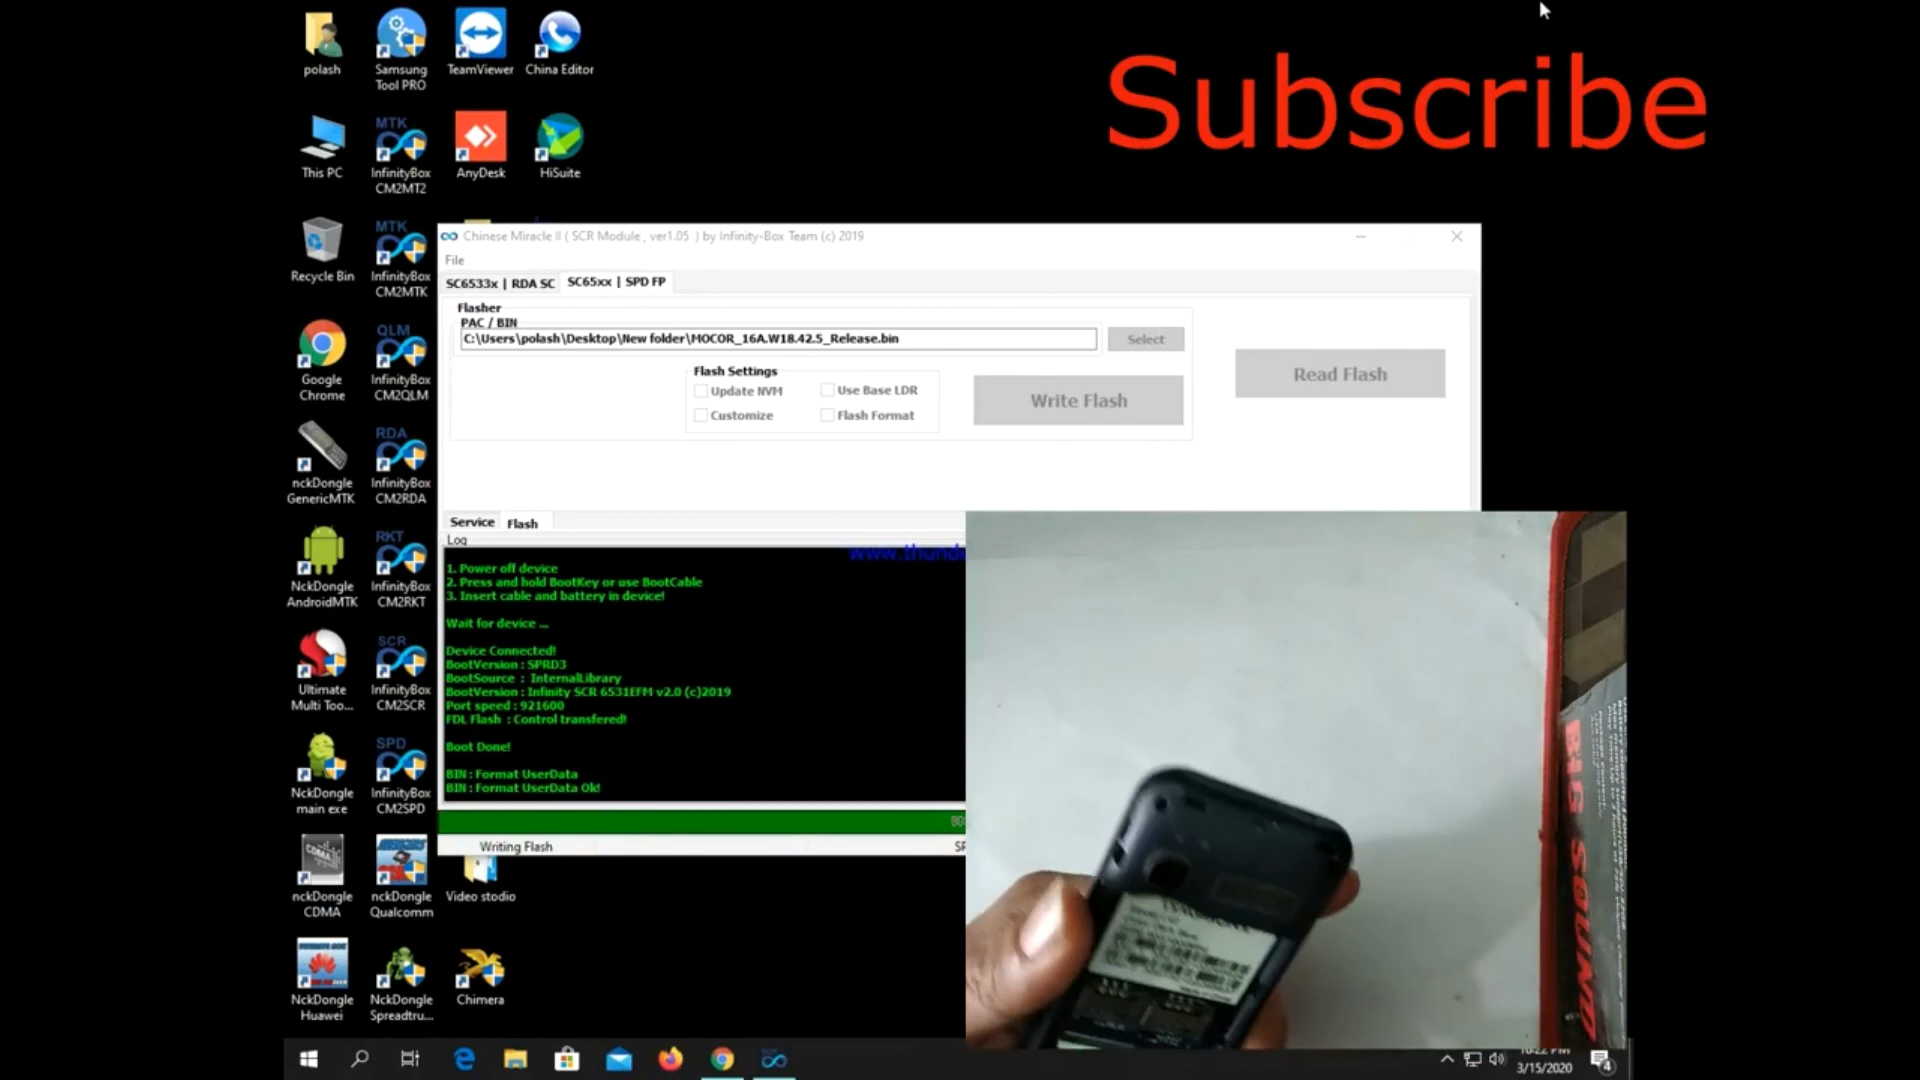 Subscribe
polash
Samsung
Tool PRO
TeamViewer
China Editor
This PC
MTK
InfinityBox
CM2MT2
AnyDesk
HiSuite
Recycle Bin
MTK
InfinityBox
CM2MTK
Google
Chrome
QLM
InfinityBox
CM2QLM
nckDongle
GenericMTK
RDA
InfinityBox
CM2RDA
NckDongle
AndroidMTK
RKT
InfinityBox
CM2RKT
Ultimate
Multi Too...
SCR
InfinityBox
CM2SCR
NckDongle
main exe
SPD
InfinityBox
CM2SPD
CDMA
nckDongle
CDMA
nckDongle
Qualcomm
Video stodio
NckDongle
Huawei
NckDongle
Spreadtru...
Chimera
Chinese Miracle II ( SCR Module , ver1.05 ) by Infinity-Box Team (c) 2019
File
SC6533x | RDA SC
SC65xx | SPD FP
Flasher
PAC / BIN
C:\Users\polash\Desktop\New folder\MOCOR_16A.W18.42.5_Release.bin
Select
Flash Settings
Update NVM
Use Base LDR
Customize
Flash Format
Write Flash
Read Flash
Service
Flash
Log
www.thund
1. Power off device
2. Press and hold BootKey or use BootCable
3. Insert cable and battery in device!
Wait for device ...
Device Connected!
BootVersion : SPRD3
BootSource : InternalLibrary
BootVersion : Infinity SCR 6531EFM v2.0 (c)2019
Port speed : 921600
FDL Flash : Control transfered!
Boot Done!
BIN : Format UserData
BIN : Format UserData Ok!
Writing Flash
BIG SOUND
3/15/2020
4